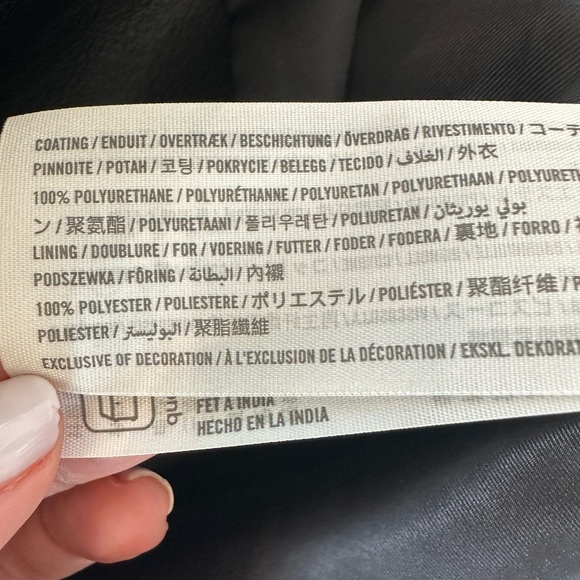 COATING / ENDUIT / OVERTRÆK / BESCHICHTUNG / ÖVERDRAG / RIVESTIMENTO / コーテ
PINNOITE / POTAH / 코팅 / POKRYCIE / BELEGG / TECIDO / الغلاف / 外衣
100% POLYURETHANE / POLYURÉTHANNE / POLYURETAN / POLYURETHAAN / POLYURETH
ン / 聚氨酯 / POLYURETAANI / 폴리우레탄 / POLIURETAN / بولي يوريثان
LINING / DOUBLURE / FOR / VOERING / FUTTER / FODER / FODERA / 裏地 / FORRO /
PODSZEWKA / FÔRING / البطانة / 內襯
100% POLYESTER / POLIESTERE / ポリエステル / POLIÉSTER / 聚酯纤维 / P
POLIESTER / البوليستر / 聚脂纖維
EXCLUSIVE OF DECORATION / À L'EXCLUSION DE LA DÉCORATION / EKSKL. DEKORAT
FET A INDIA
HECHO EN LA INDIA